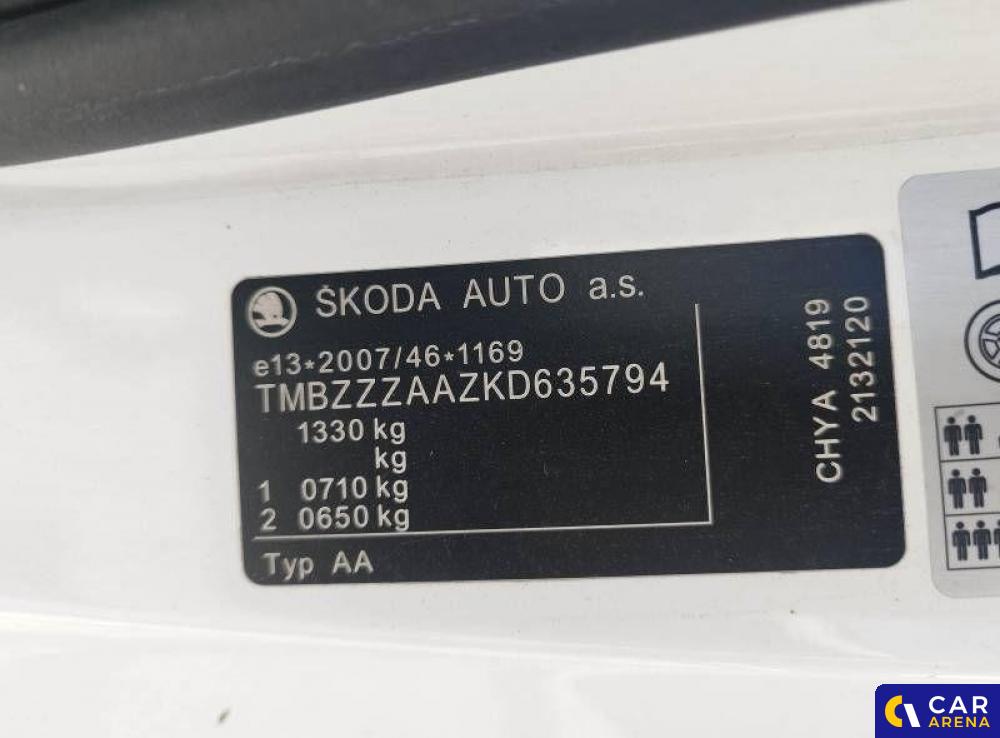 ŠKODA AUTO a.s.
e13*2007/46*1169
TMBZZZAAZKD635794
1330 kg
kg
1 0710 kg
2 0650 kg
Typ AA
CHYA 4819
2132120
CAR
ARENA